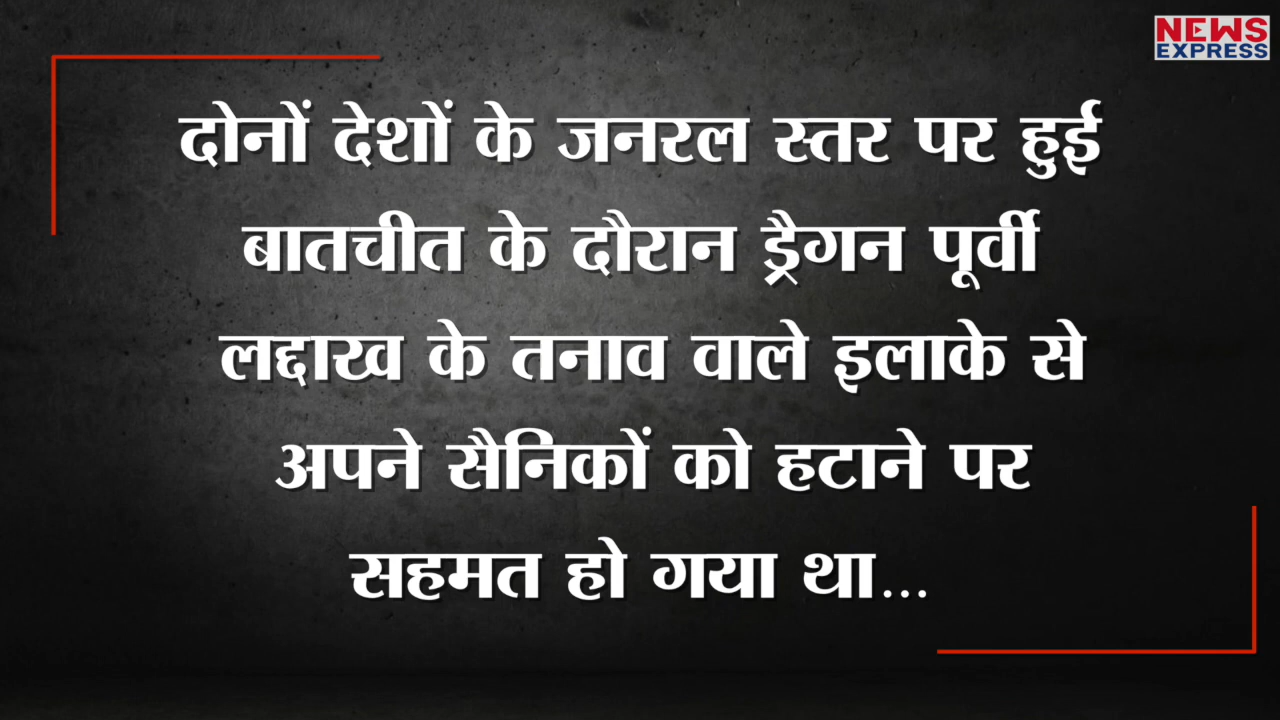 NEWS
EXPRESS
दोनों देशों के जनरल स्तर पर हुई
बातचीत के दौरान ड्रैगन पूर्वी
लद्दाख के तनाव वाले इलाके से
अपने सैनिकों को हटाने पर
सहमत हो गया था...